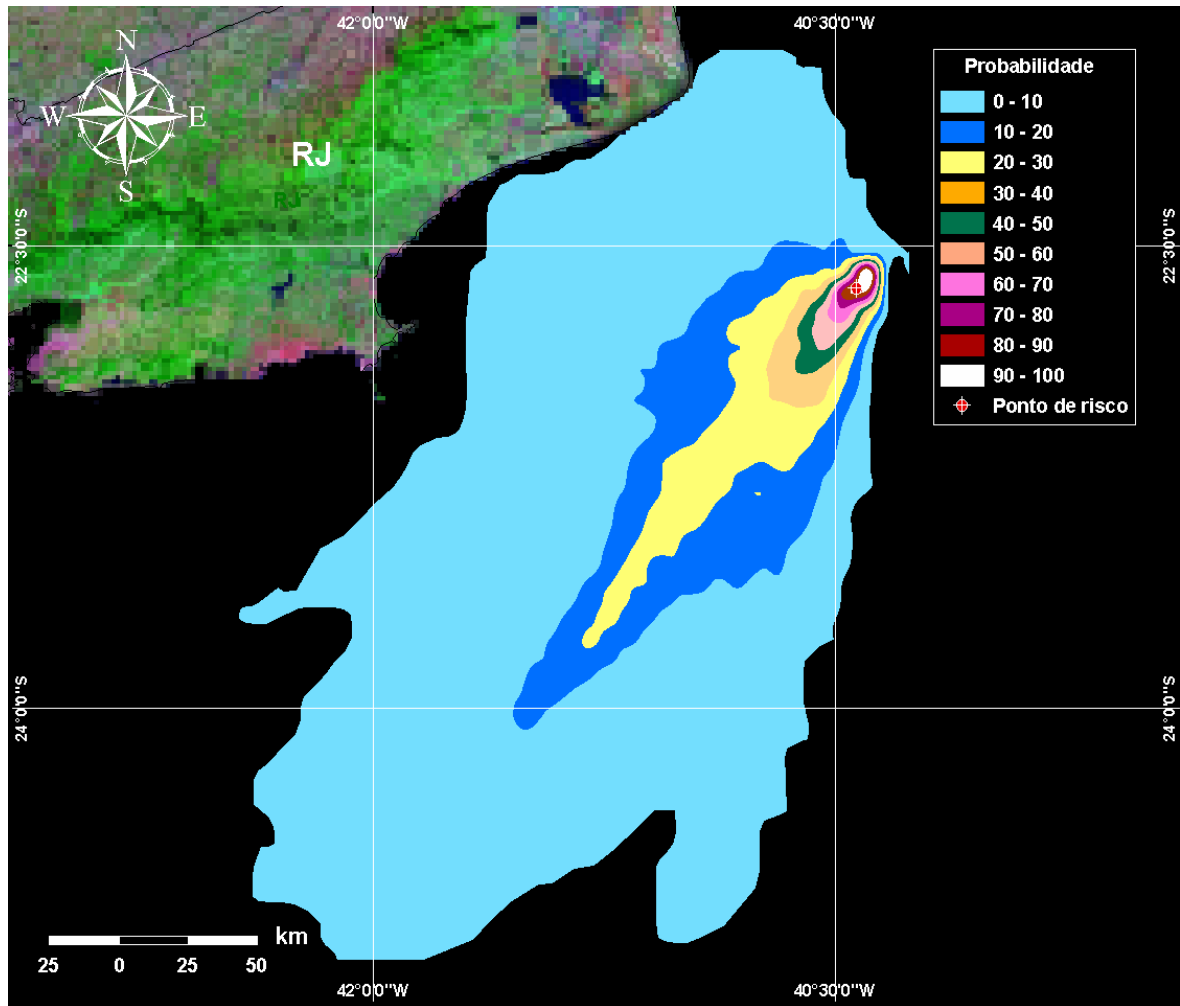 42°0'0"W
40°30'0"W
N
W
E
S
RJ
RJ
Probabilidade
0 - 10
10 - 20
20 - 30
30 - 40
40 - 50
50 - 60
60 - 70
70 - 80
80 - 90
90 - 100
Ponto de risco
22°30'0"S
22°30'0"S
24°0'0"S
24°0'0"S
km
25 0 25 50
42°0'0"W
40°30'0"W